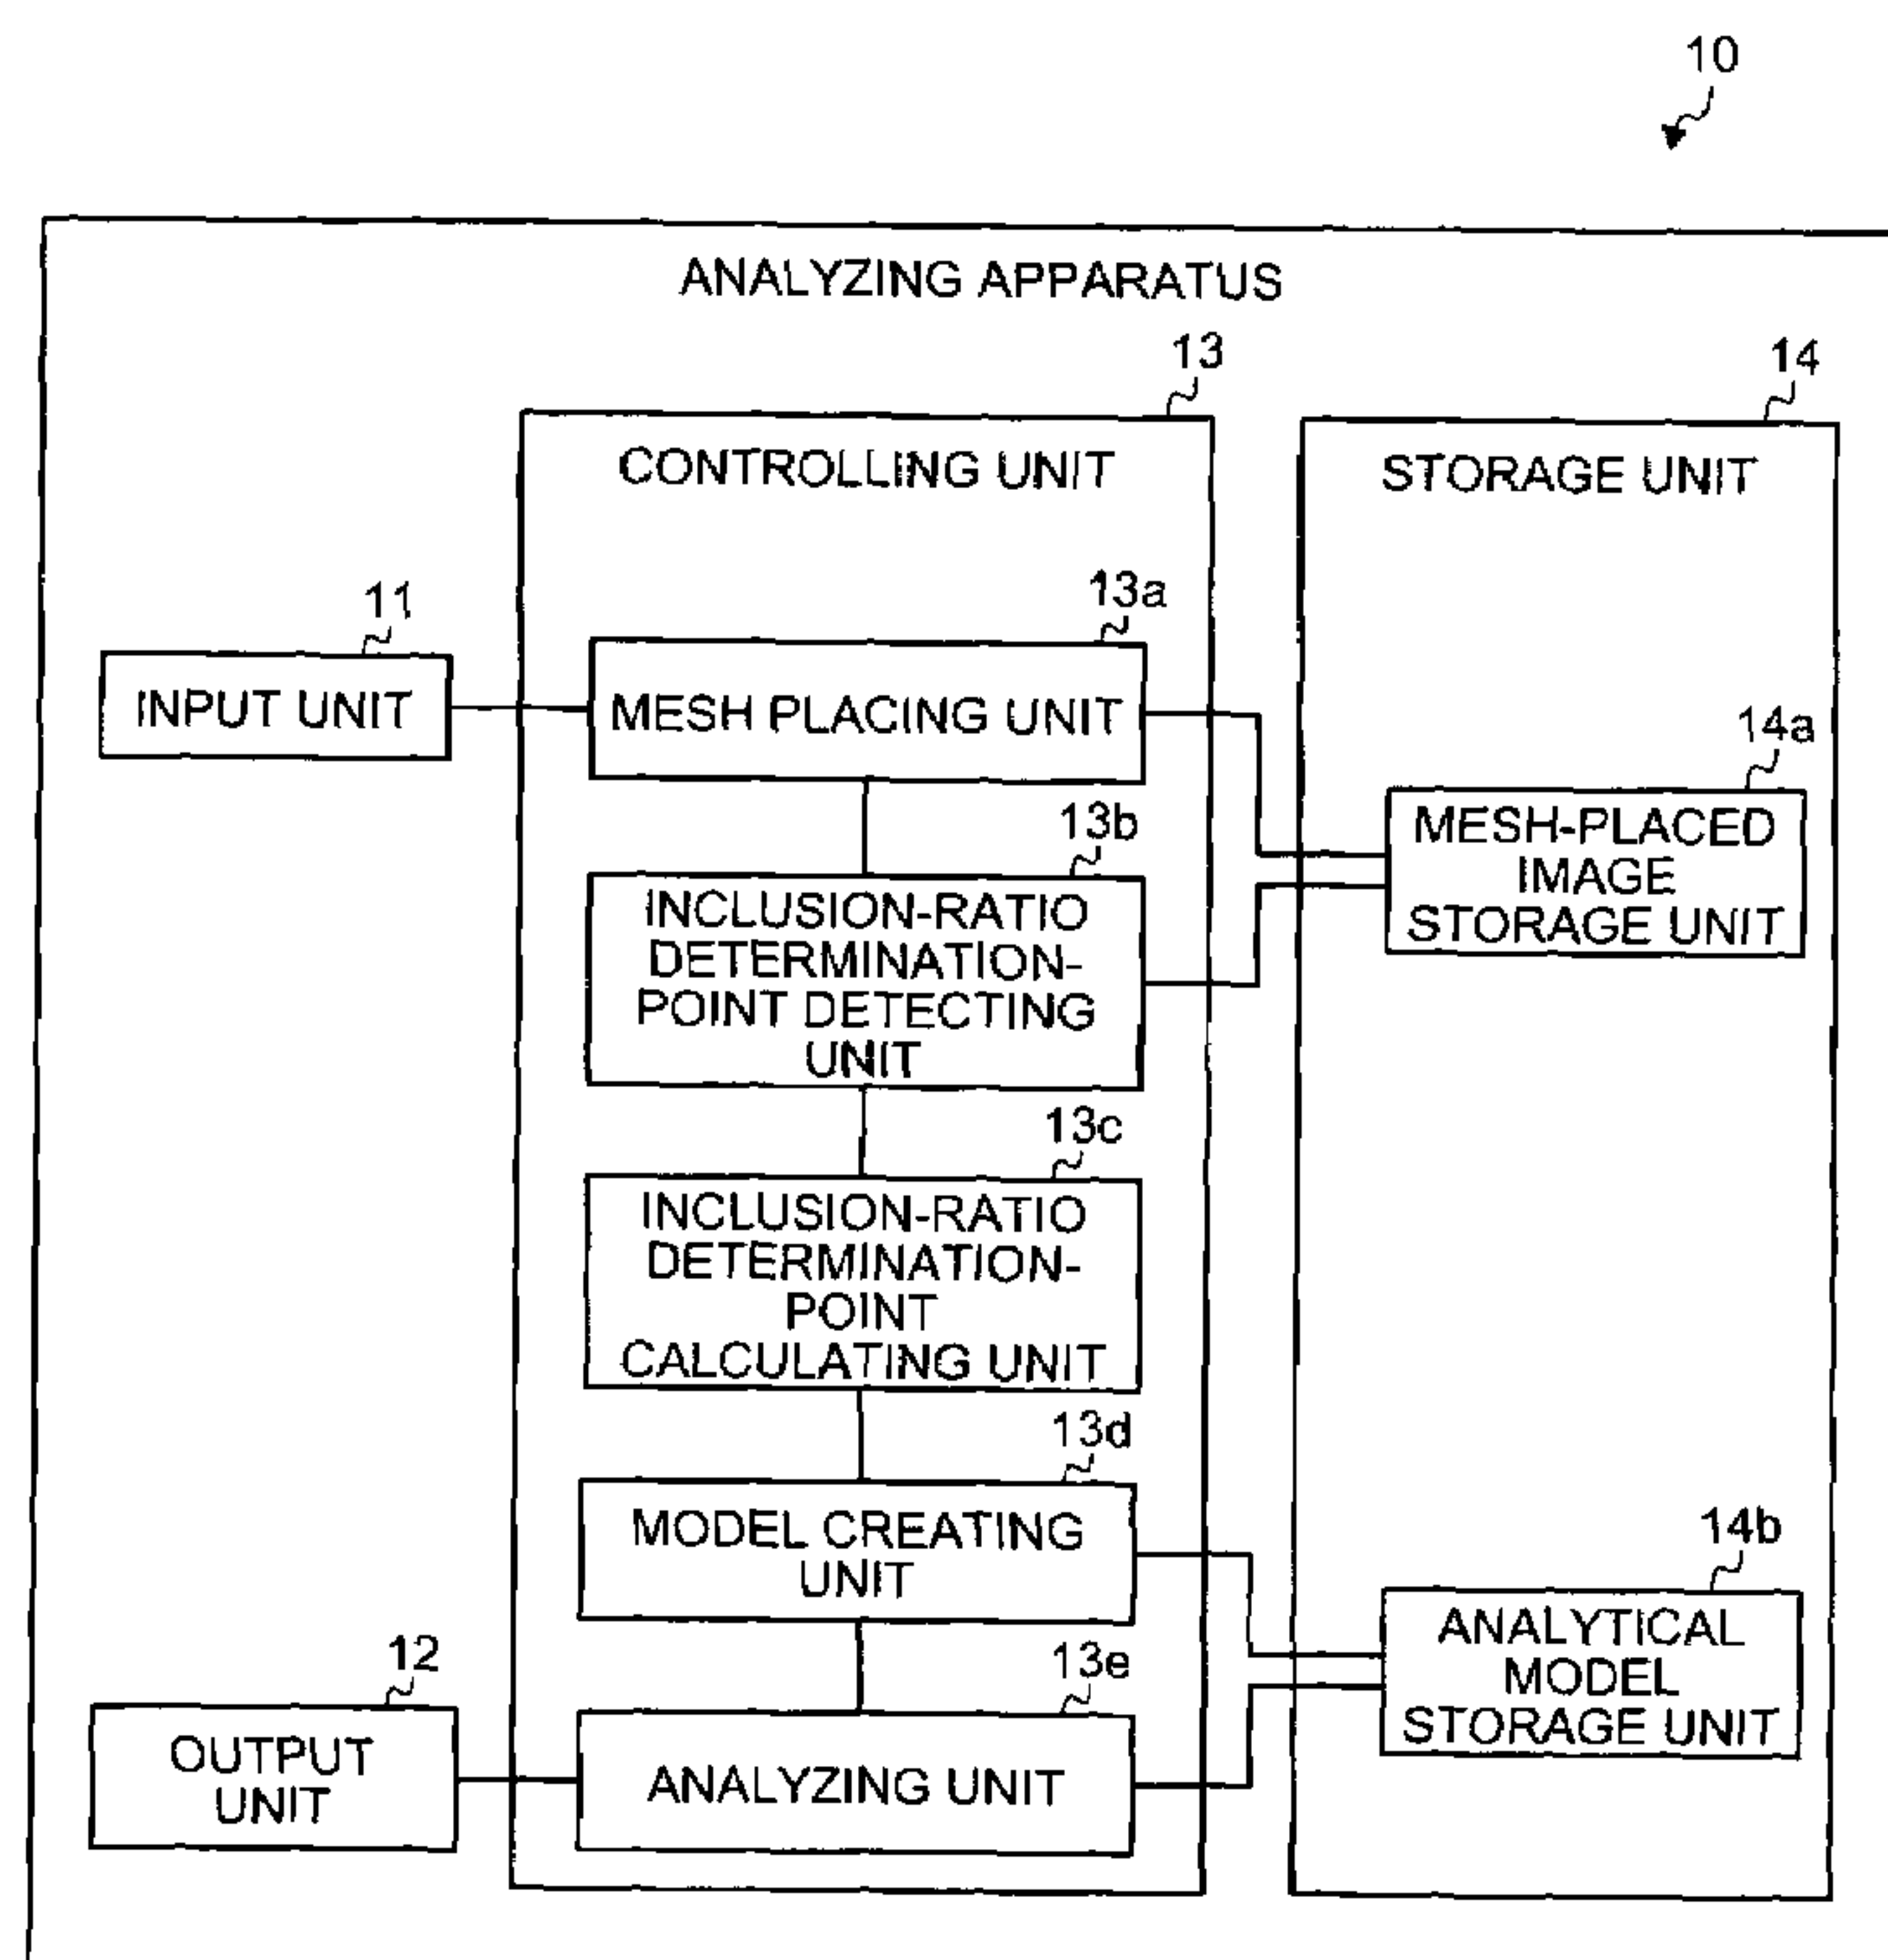 10
ANALYZING APPARATUS
13
14
CONTROLLING UNIT
STORAGE UNIT
11
13a
INPUT UNIT
MESH PLACING UNIT
14a
MESH-PLACED
IMAGE
STORAGE UNIT
13b
INCLUSION-RATIO
DETERMINATION-
POINT DETECTING
UNIT
13c
INCLUSION-RATIO
DETERMINATION-
POINT
CALCULATING UNIT
13d
MODEL CREATING
UNIT
14b
ANALYTICAL
MODEL
STORAGE UNIT
12
13e
OUTPUT
UNIT
ANALYZING UNIT